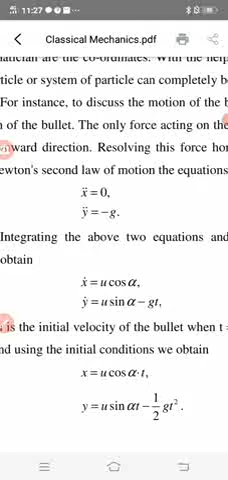 11:27
Classical Mechanics.pdf
are the co-ordinates. With the help
ticle or system of particle can completely b
For instance, to discuss the motion of the b
n of the bullet. The only force acting on the
ward direction. Resolving this force hor
ewton's second law of motion the equations
ẍ = 0,
ÿ = −g.
Integrating the above two equations and
obtain
ẋ = u cos α,
ẏ = u sin α − gt,
is the initial velocity of the bullet when t =
nd using the initial conditions we obtain
x = u cos α·t,
y = u sin αt − 1/2 gt².